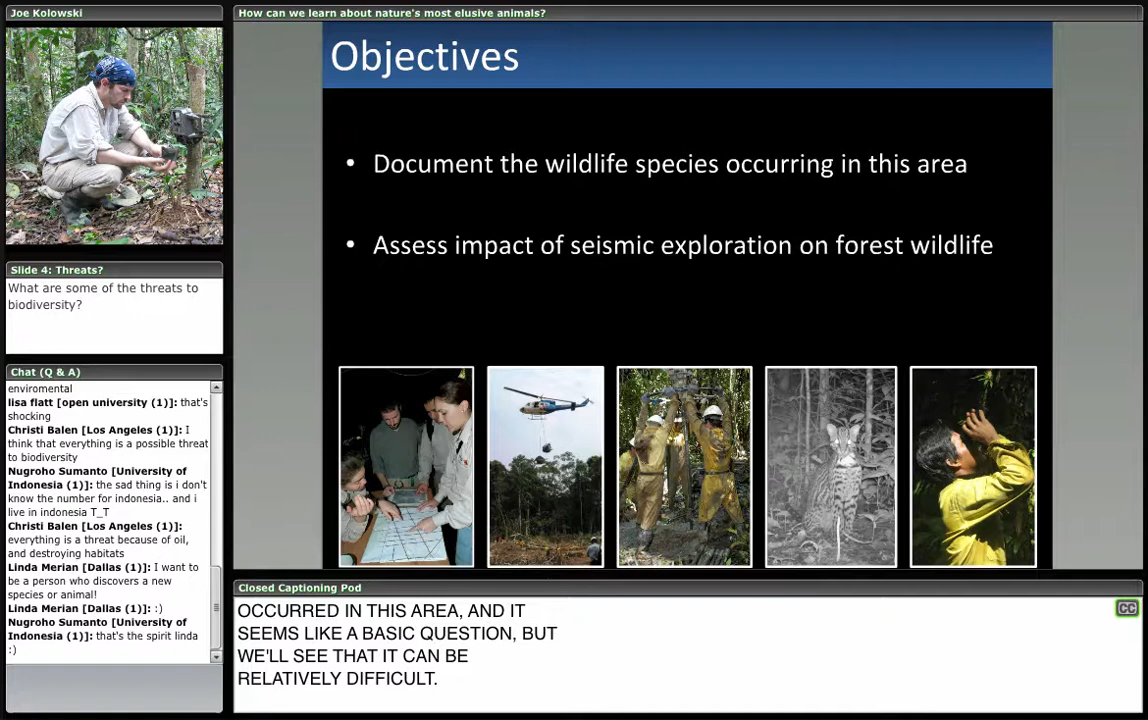 Joe Kolowski
How can we learn about nature's most elusive animals?
Objectives
• Document the wildlife species occurring in this area
• Assess impact of seismic exploration on forest wildlife
Slide 4: Threats?
What are some of the threats to
biodiversity?
Chat (Q & A)
enviromental
lisa flatt [open university (1)]: that's
shocking
Christi Balen [Los Angeles (1)]: I
think that everything is a possible threat
to biodiversity
Nugroho Sumanto [University of
Indonesia (1)]: the sad thing is i don't
know the number for indonesia.. and i
live in indonesia T_T
Christi Balen [Los Angeles (1)]:
everything is a threat because of oil,
and destroying habitats
Linda Merian [Dallas (1)]: I want to
be a person who discovers a new
species or animal!
Linda Merian [Dallas (1)]: :)
Nugroho Sumanto [University of
Indonesia (1)]: that's the spirit linda
:)
Closed Captioning Pod
CC
OCCURRED IN THIS AREA, AND IT
SEEMS LIKE A BASIC QUESTION, BUT
WE'LL SEE THAT IT CAN BE
RELATIVELY DIFFICULT.